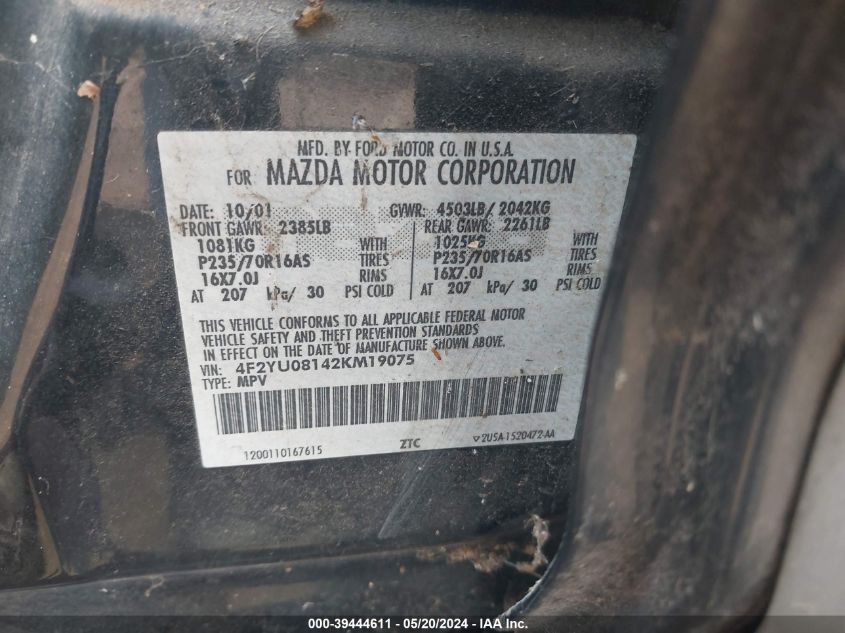 MFD. BY FORD MOTOR CO. IN U.S.A.
FOR MAZDA MOTOR CORPORATION
DATE: 10/01 GVWR: 4503LB/ 2042KG
FRONT GAWR: 2385LB REAR GAWR: 2261LB
1081KG WITH 1025KG WITH
P235/70R16AS TIRES P235/70R16AS TIRES
16X7.0J RIMS 16X7.0J RIMS
AT 207 kPa/ 30 PSI COLD AT 207 kPa/ 30 PSI COLD
THIS VEHICLE CONFORMS TO ALL APPLICABLE FEDERAL MOTOR
VEHICLE SAFETY AND THEFT PREVENTION STANDARDS
IN EFFECT ON THE DATE OF MANUFACTURE SHOWN ABOVE.
VIN: 4F2YU08142KM19075
TYPE: MPV
1200110167615 ZTC ▽2U5A-1520472-AA
000-39444611 - 05/20/2024 - IAA Inc.